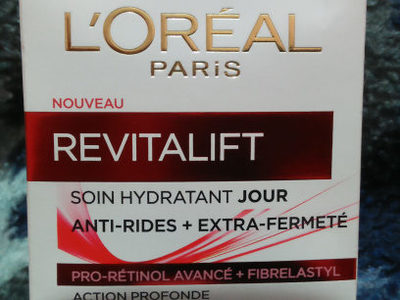 L'ORÉAL
PARiS
NOUVEAU
REVITALIFT
SOIN HYDRATANT JOUR
ANTI-RIDES + EXTRA-FERMETÉ
PRO-RÉTINOL AVANCÉ + FIBRELASTYL
ACTION PROFONDE